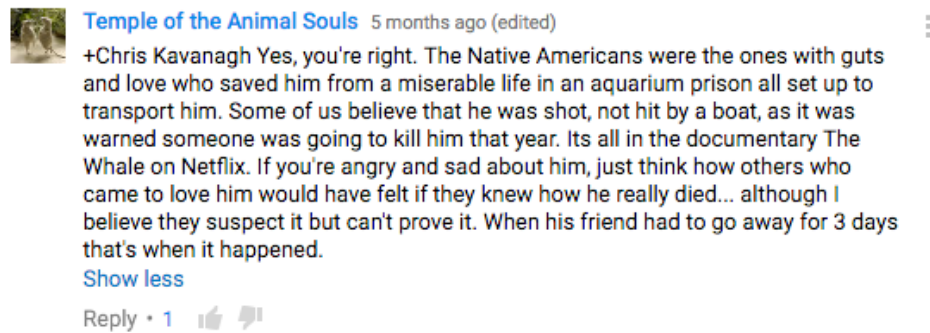 Temple of the Animal Souls 5 months ago (edited)
+Chris Kavanagh Yes, you're right. The Native Americans were the ones with guts
and love who saved him from a miserable life in an aquarium prison all set up to
transport him. Some of us believe that he was shot, not hit by a boat, as it was
warned someone was going to kill him that year. Its all in the documentary The
Whale on Netflix. If you're angry and sad about him, just think how others who
came to love him would have felt if they knew how he really died... although I
believe they suspect it but can't prove it. When his friend had to go away for 3 days
that's when it happened.
Show less
Reply • 1